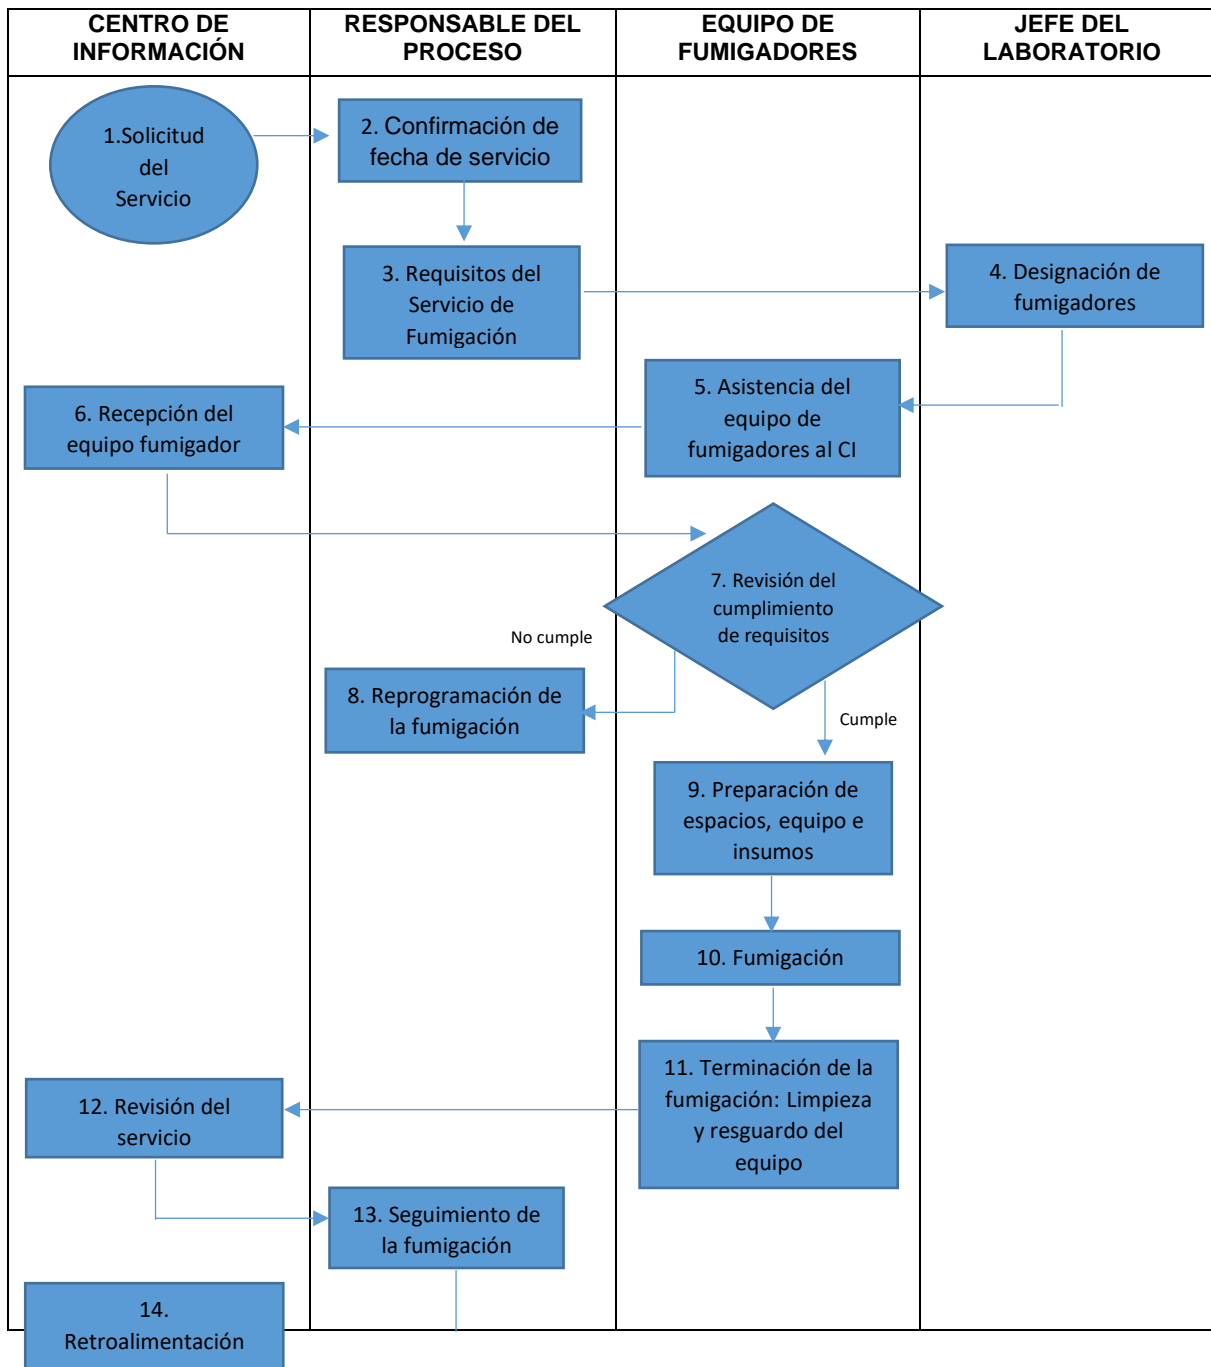 CENTRO DE
INFORMACIÓN
RESPONSABLE DEL
PROCESO
EQUIPO DE
FUMIGADORES
JEFE DEL
LABORATORIO
1.Solicitud
del
Servicio
2. Confirmación de
fecha de servicio
3. Requisitos del
Servicio de
Fumigación
4. Designación de
fumigadores
5. Asistencia del
equipo de
fumigadores al CI
6. Recepción del
equipo fumigador
7. Revisión del
cumplimiento
de requisitos
No cumple
8. Reprogramación de
la fumigación
Cumple
9. Preparación de
espacios, equipo e
insumos
10. Fumigación
11. Terminación de la
fumigación: Limpieza
y resguardo del
equipo
12. Revisión del
servicio
13. Seguimiento de
la fumigación
14.
Retroalimentación